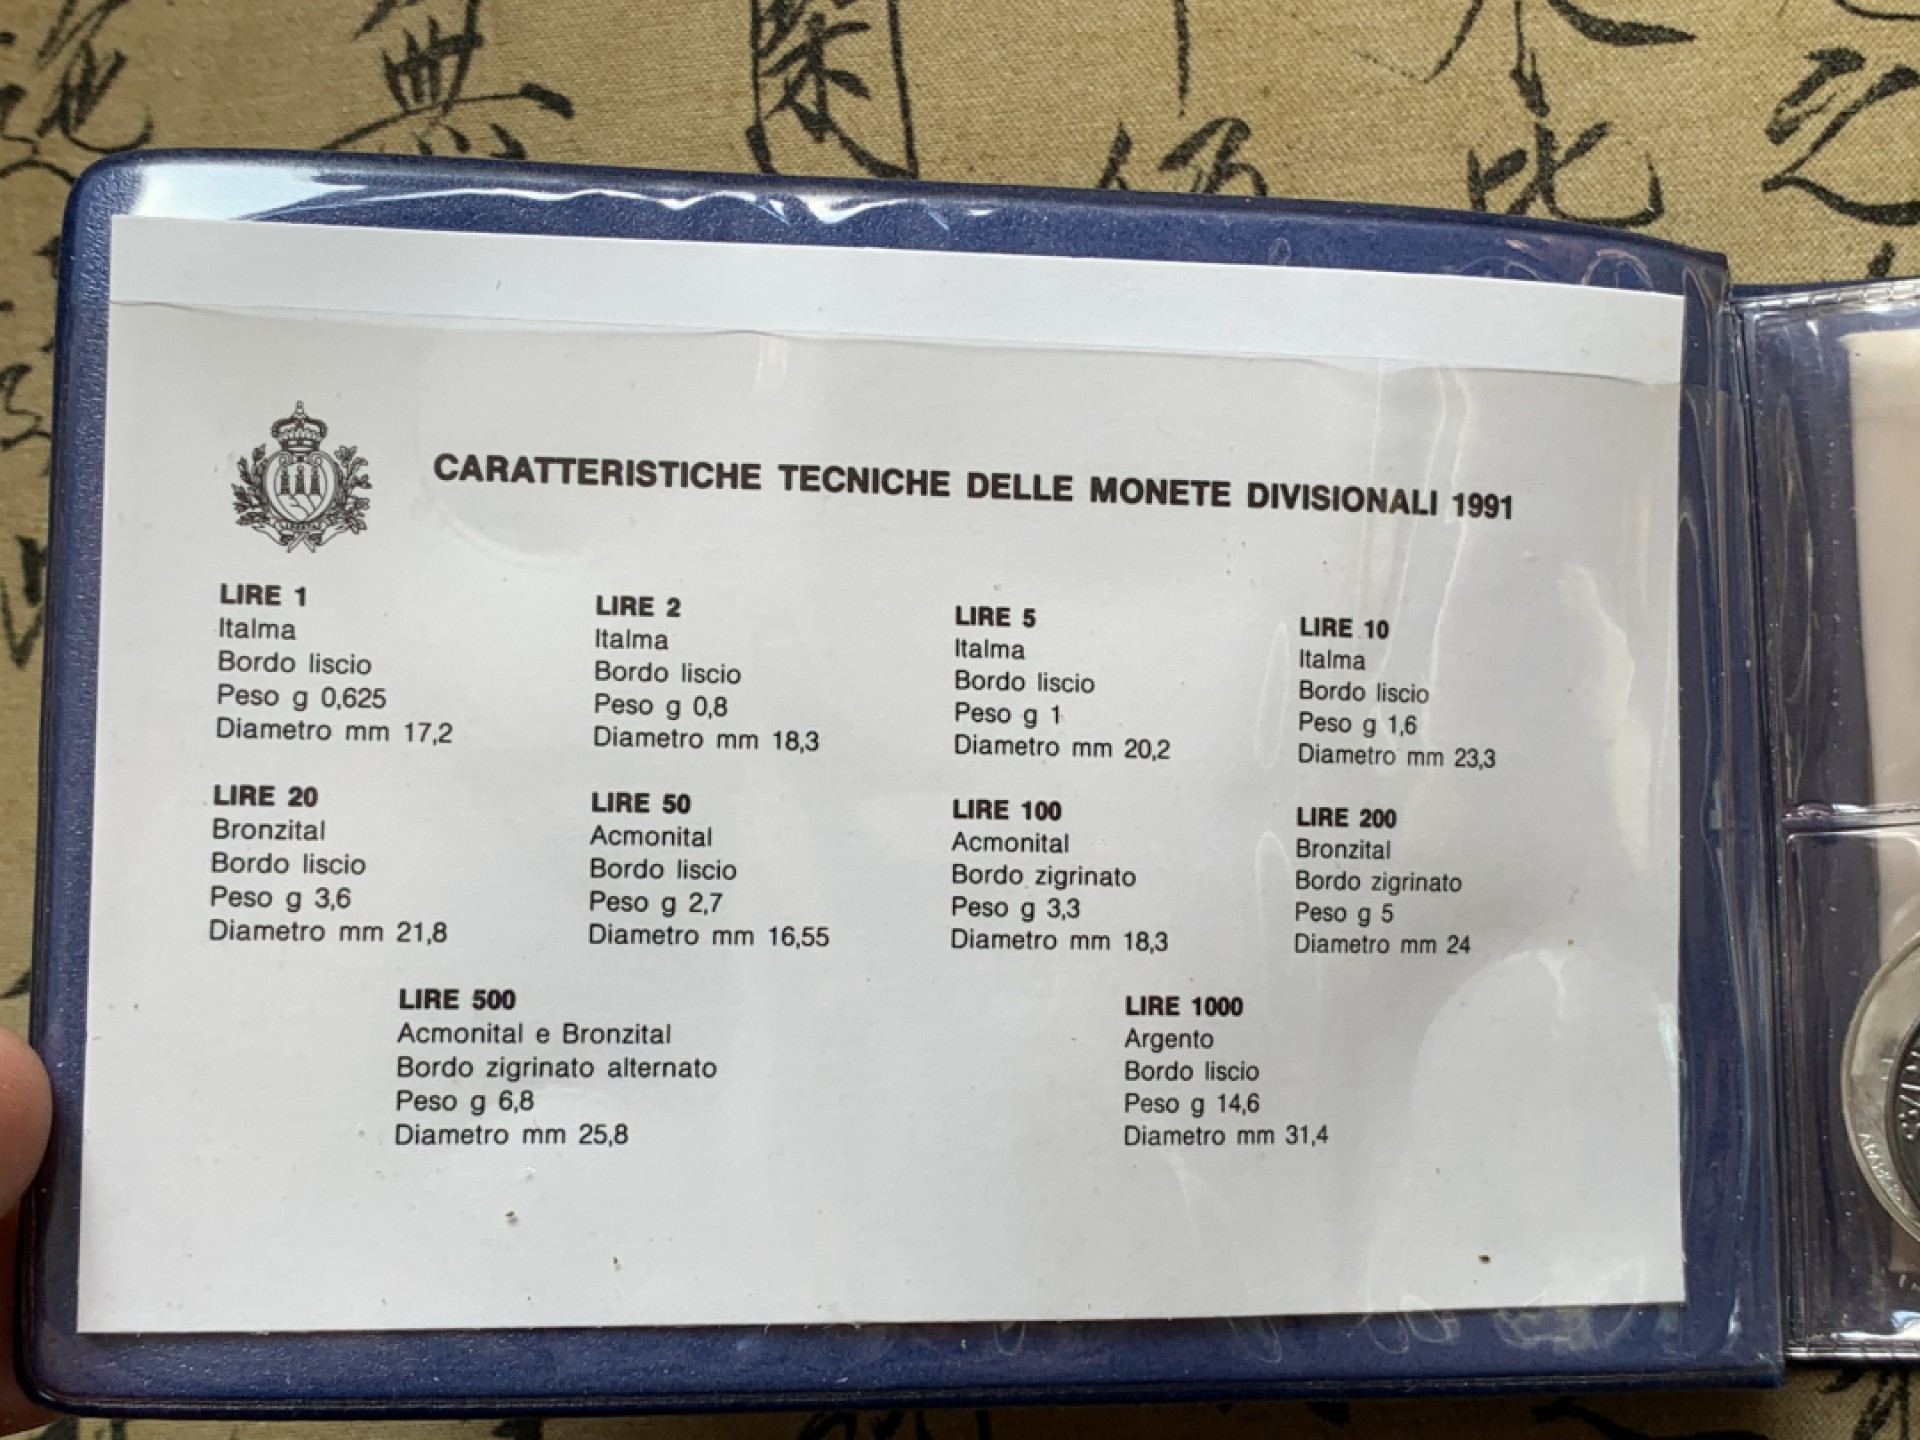 CARATTERISTICHE TECNICHE DELLE MONETE DIVISIONALI 1991
LIRE 1
Italma
Bordo liscio
Peso g 0,625
Diametro mm 17,2
LIRE 2
Italma
Bordo liscio
Peso g 0,8
Diametro mm 18,3
LIRE 5
Italma
Bordo liscio
Peso g 1
Diametro mm 20,2
LIRE 10
Italma
Bordo liscio
Peso g 1,6
Diametro mm 23,3
LIRE 20
Bronzital
Bordo liscio
Peso g 3,6
Diametro mm 21,8
LIRE 50
Acmonital
Bordo liscio
Peso g 2,7
Diametro mm 16,55
LIRE 100
Acmonital
Bordo zigrinato
Peso g 3,3
Diametro mm 18,3
LIRE 200
Bronzital
Bordo zigrinato
Peso g 5
Diametro mm 24
LIRE 500
Acmonital e Bronzital
Bordo zigrinato alternato
Peso g 6,8
Diametro mm 25,8
LIRE 1000
Argento
Bordo liscio
Peso g 14,6
Diametro mm 31,4
無
比
之